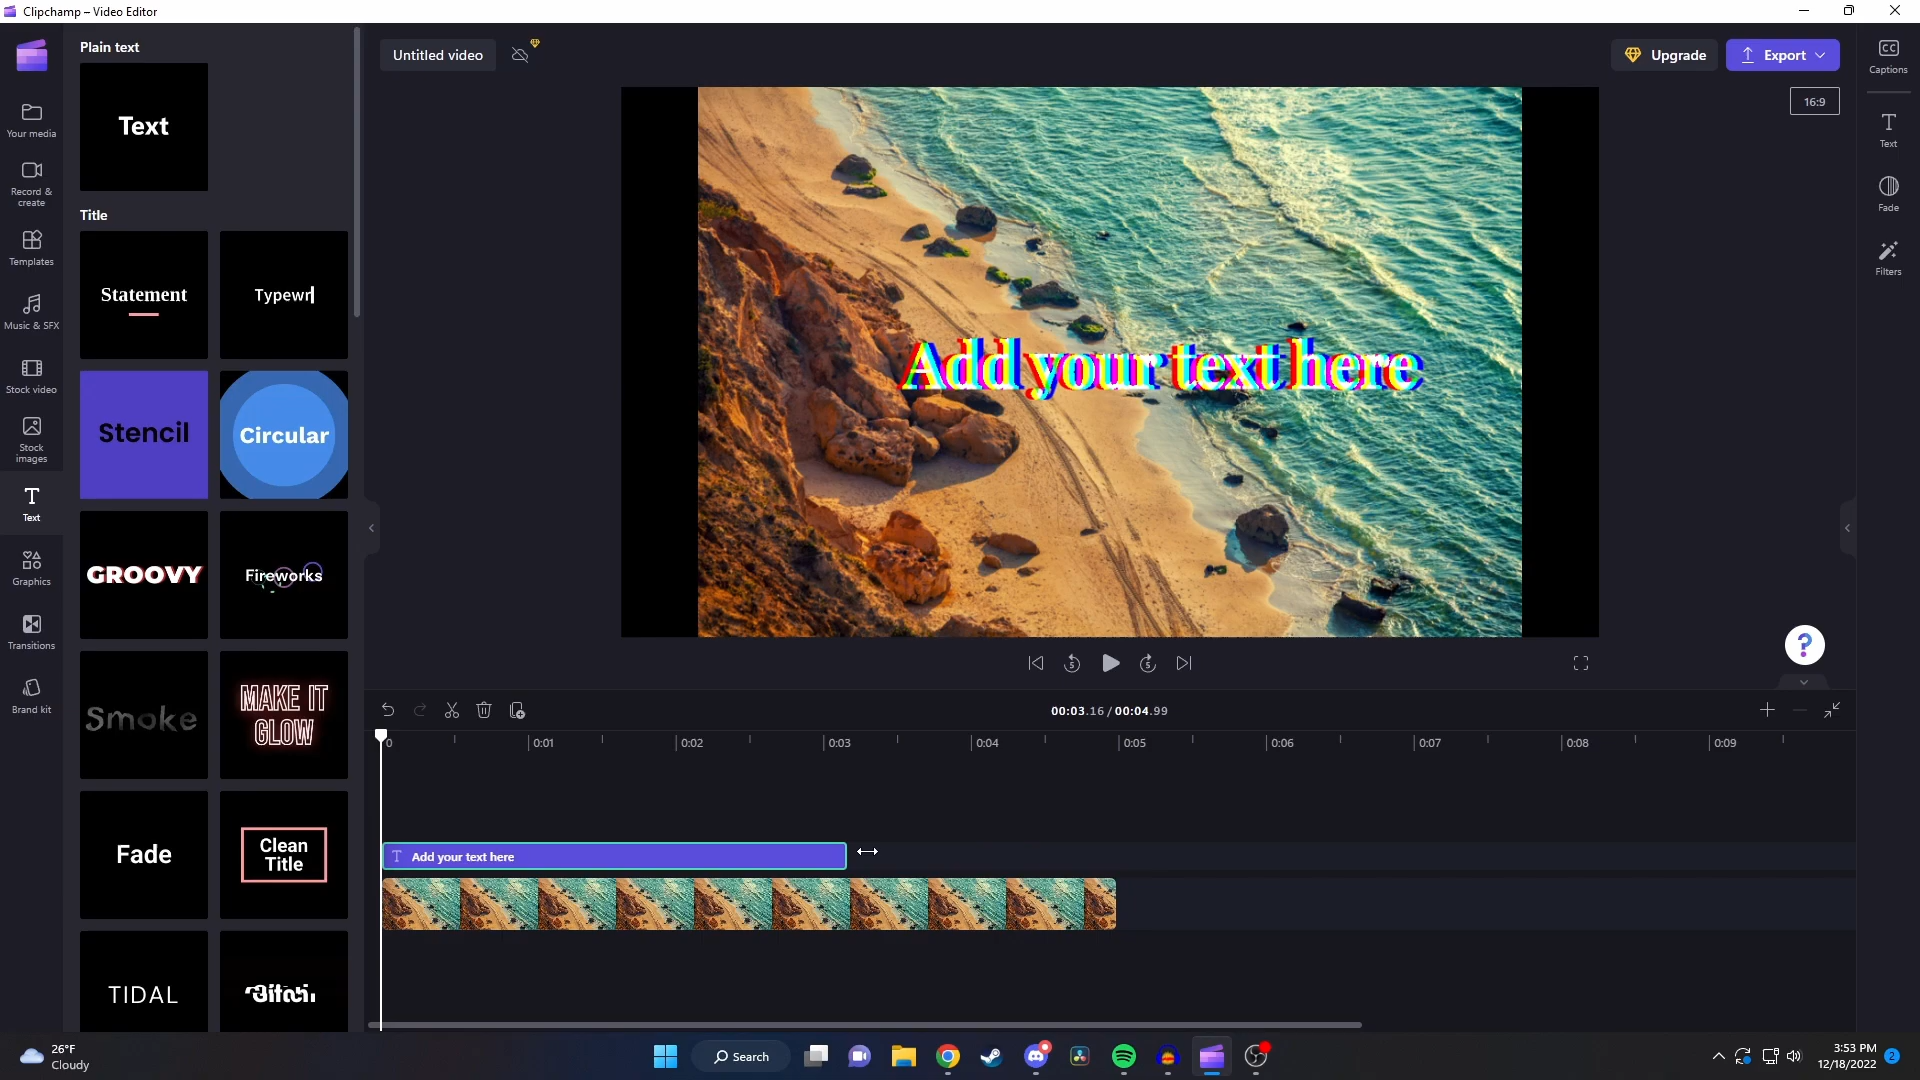 Clipchamp – Video Editor
Your media
Record &
create
Templates
Music & SFX
Stock video
Stock
images
Text
Graphics
Transitions
Brand kit
Plain text
Text
Title
Statement
Typewr
Stencil
Circular
GROOVY
Fireworks
Smoke
MAKE IT
GLOW
Fade
Clean
Title
TIDAL
Glitch
Untitled video
Upgrade
Export
16:9
Add your text here
5
5
?
00:03.16 / 00:04.99
0
0:01
0:02
0:03
0:04
0:05
0:06
0:07
0:08
0:09
T Add your text here
CC
Captions
Text
Fade
Filters
26°F
Cloudy
Search
3:53 PM
12/18/2022
2